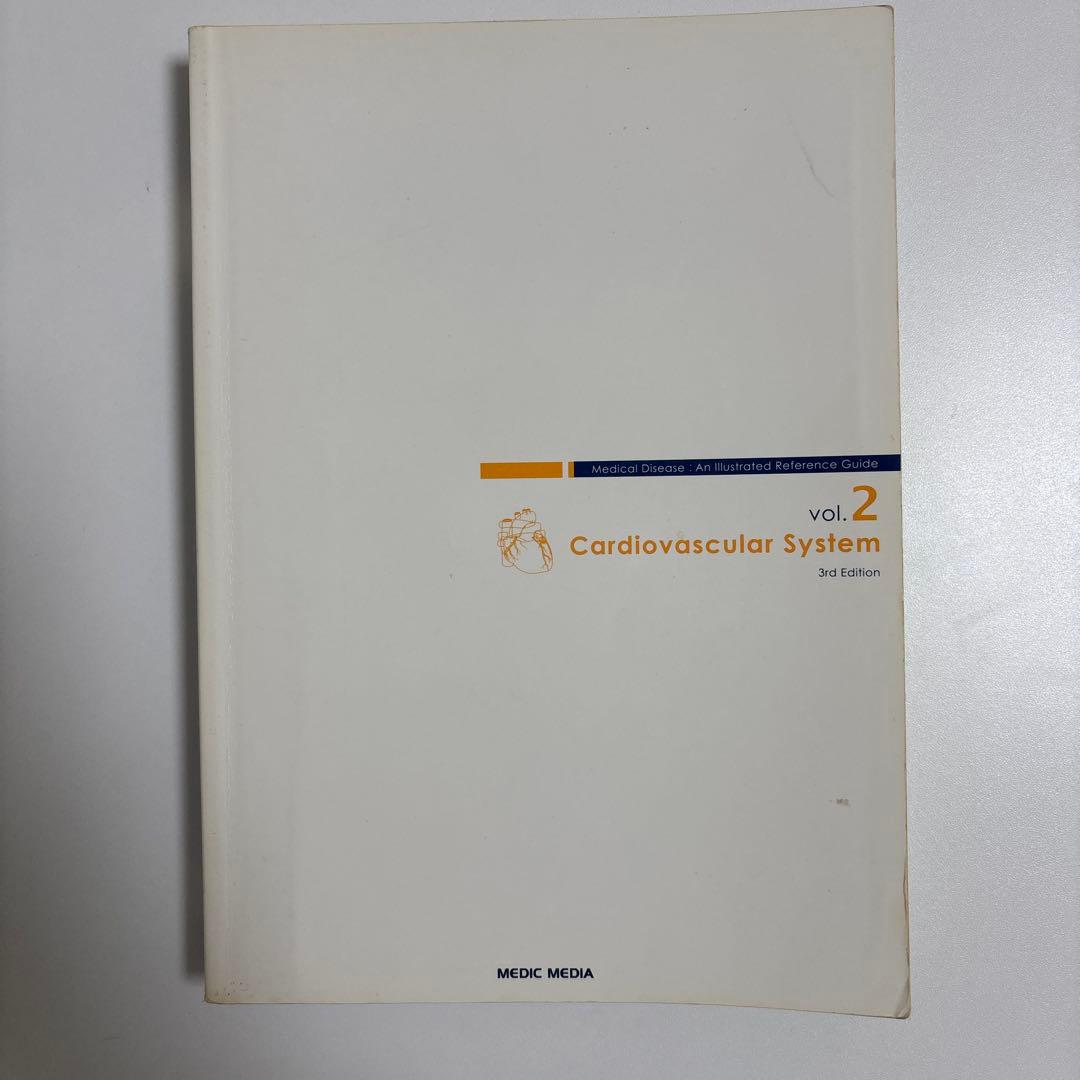 Medical Disease : An Illustrated Reference Guide
vol. 2
Cardiovascular System
3rd Edition
MEDIC MEDIA